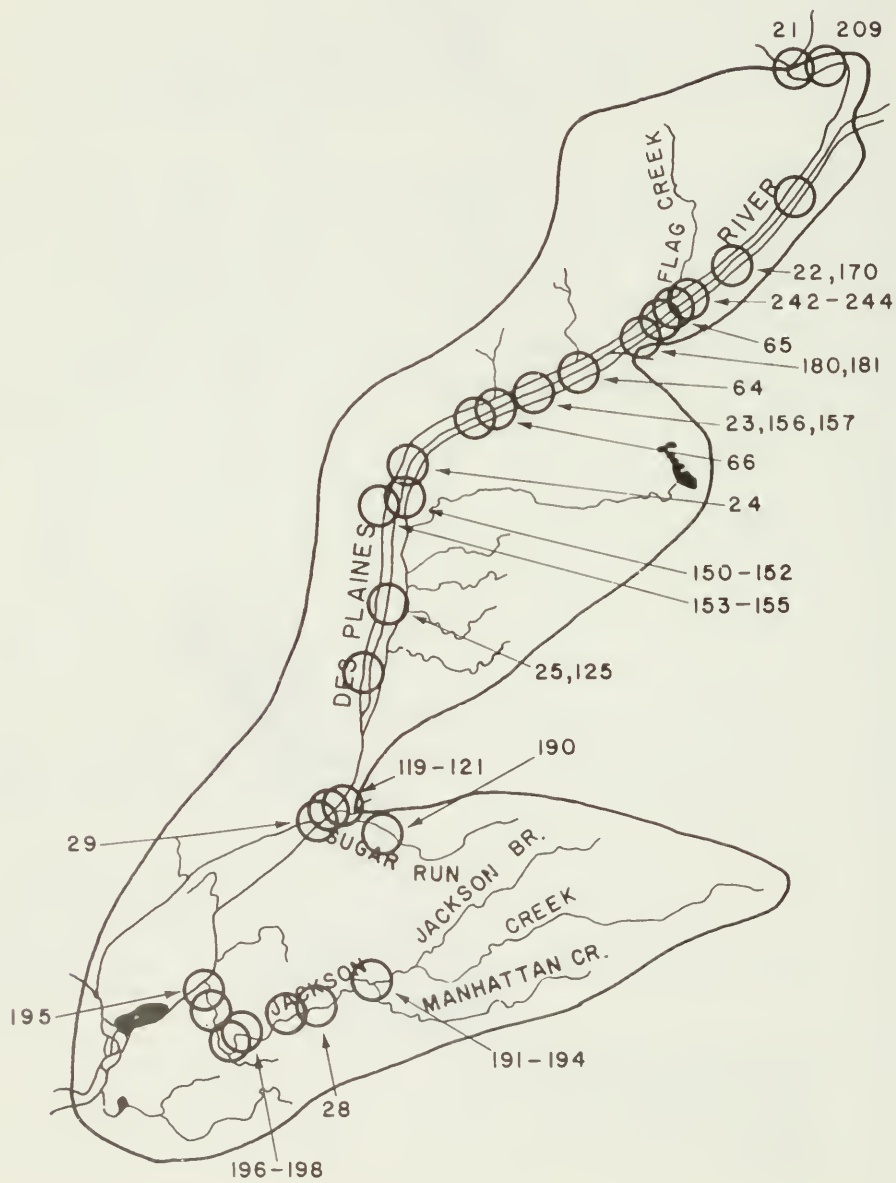 21 209
FLAG CREEK
RIVER
22,170
242-244
65
180,181
64
23,156,157
66
24
DES PLAINES
150-152
153-155
25,125
119-121
190
29
SUGAR RUN
JACKSON BR.
JACKSON CREEK
MANHATTAN CR.
195
191-194
28
196-198